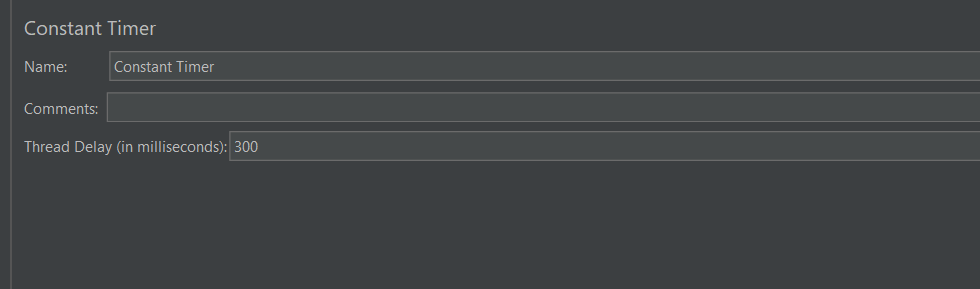 Constant Timer
Name: Constant Timer
Comments:
Thread Delay (in milliseconds): 300